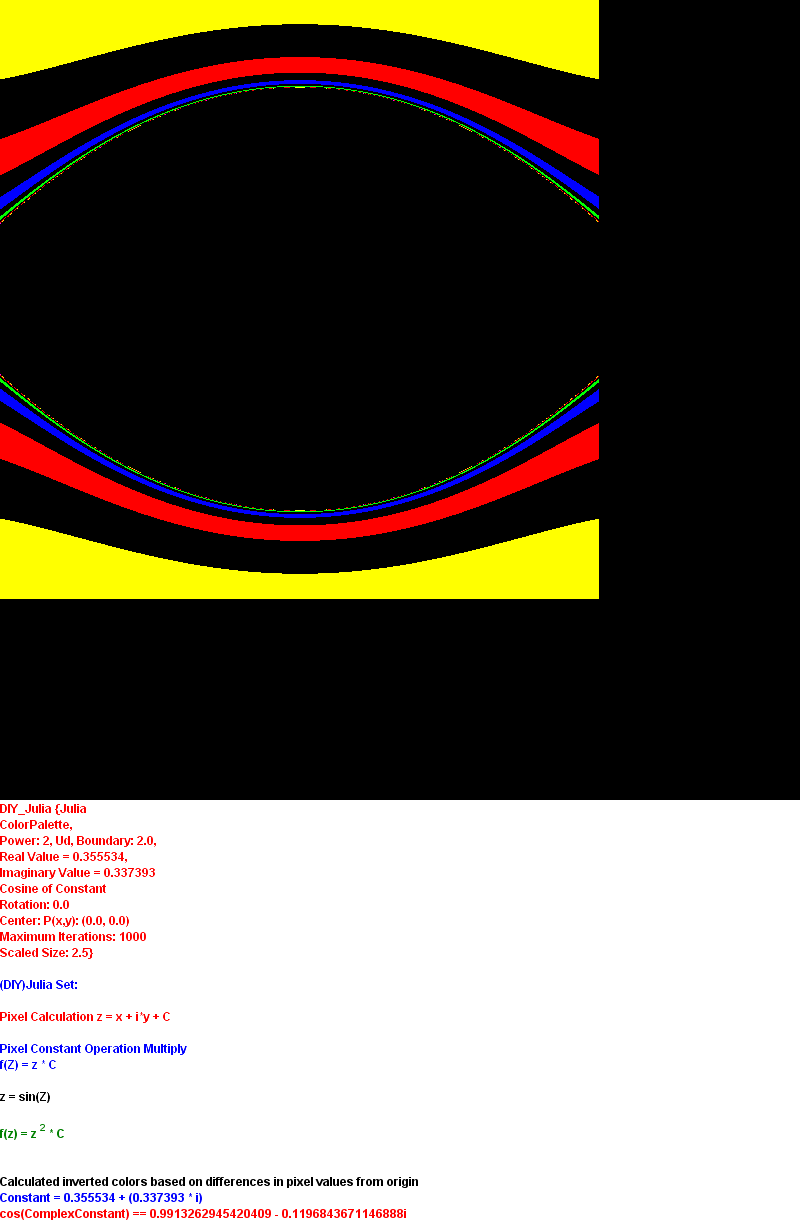 DIY_Julia {Julia
ColorPalette,
Power: 2, Ud, Boundary: 2.0,
Real Value = 0.355534,
Imaginary Value = 0.337393
Cosine of Constant
Rotation: 0.0
Center: P(x,y): (0.0, 0.0)
Maximum Iterations: 1000
Scaled Size: 2.5}
(DIY)Julia Set:
Pixel Calculation z = x + i*y + C
Pixel Constant Operation Multiply
f(Z) = z * C
z = sin(Z)
f(z) = z 2 * C
Calculated inverted colors based on differences in pixel values from origin
Constant = 0.355534 + (0.337393 * i)
cos(ComplexConstant) == 0.9913262945420409 - 0.1196843671146888i